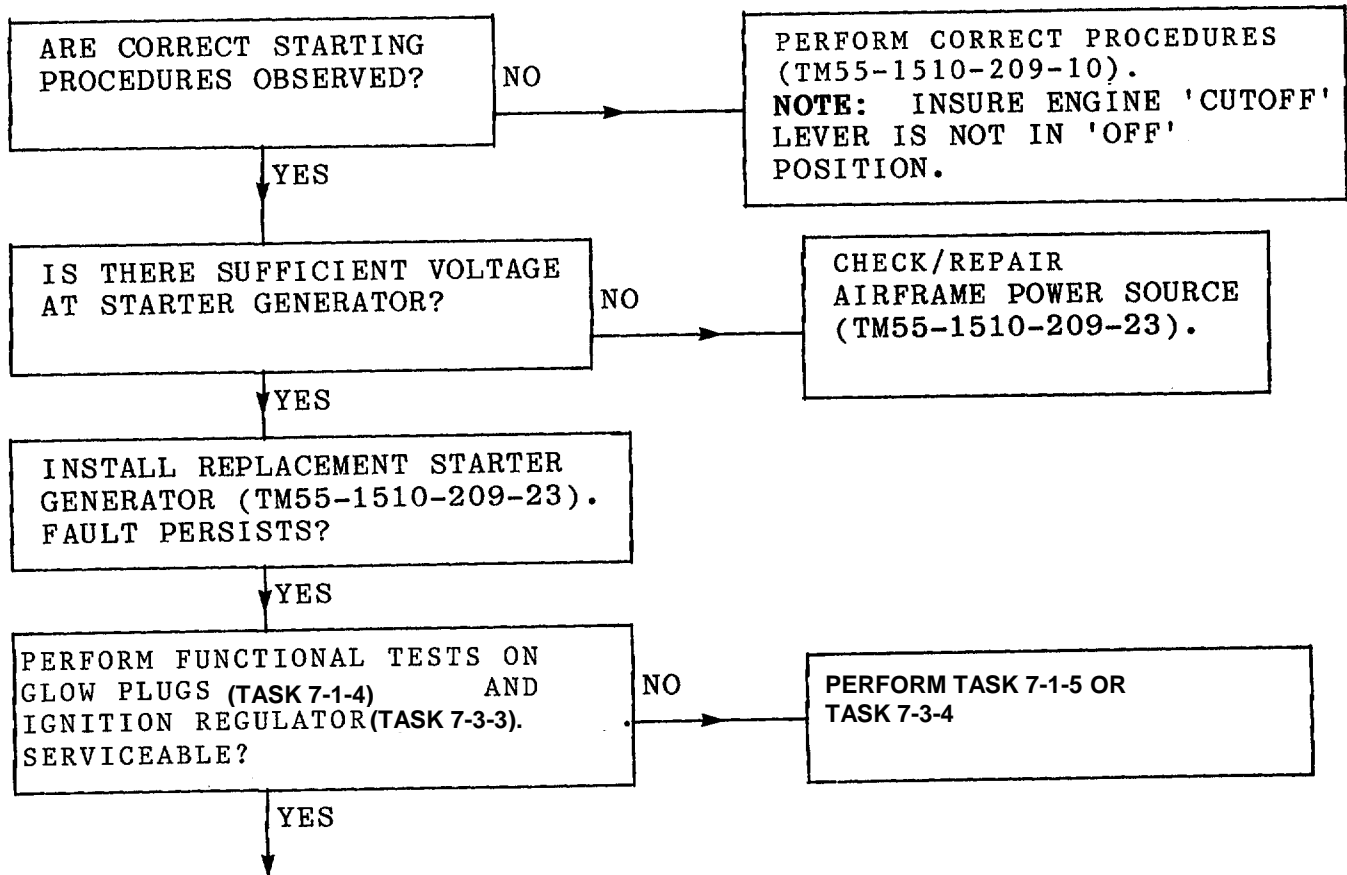 ARE CORRECT STARTING
PROCEDURES OBSERVED?
NO
PERFORM CORRECT PROCEDURES
(TM55-1510-209-10).
NOTE: INSURE ENGINE 'CUTOFF'
LEVER IS NOT IN 'OFF'
POSITION.
YES
IS THERE SUFFICIENT VOLTAGE
AT STARTER GENERATOR?
NO
CHECK/REPAIR
AIRFRAME POWER SOURCE
(TM55-1510-209-23).
YES
INSTALL REPLACEMENT STARTER
GENERATOR (TM55-1510-209-23).
FAULT PERSISTS?
YES
PERFORM FUNCTIONAL TESTS ON
GLOW PLUGS (TASK 7-1-4) AND
IGNITION REGULATOR(TASK 7-3-3).
SERVICEABLE?
NO
PERFORM TASK 7-1-5 OR
TASK 7-3-4
YES